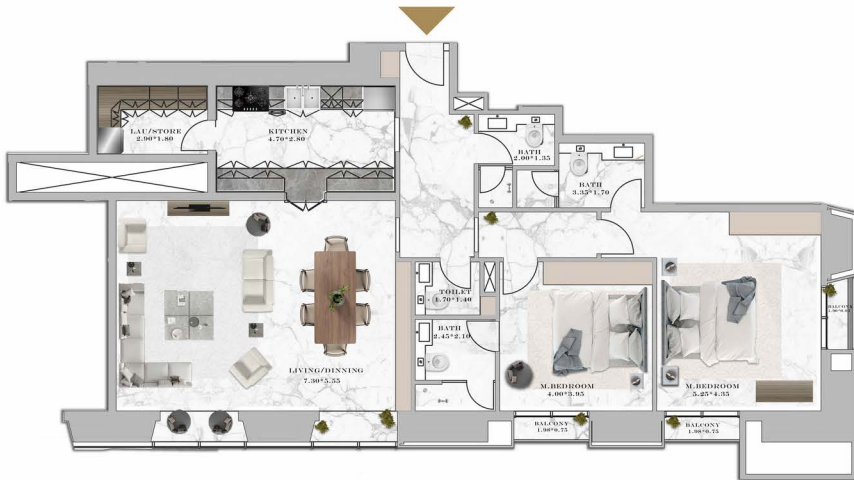 LAU/STORE
2.90*1.80
KITCHEN
4.70*2.80
BATH
2.00*1.35
BATH
3.35*1.70
TOILET
1.70*1.40
BATH
2.45*2.10
LIVING/DINNING
7.30*5.55
M.BEDROOM
4.00*3.95
M.BEDROOM
5.25*4.35
BALCONY
BALCONY
1.98*0.75
BALCONY
1.98*0.75